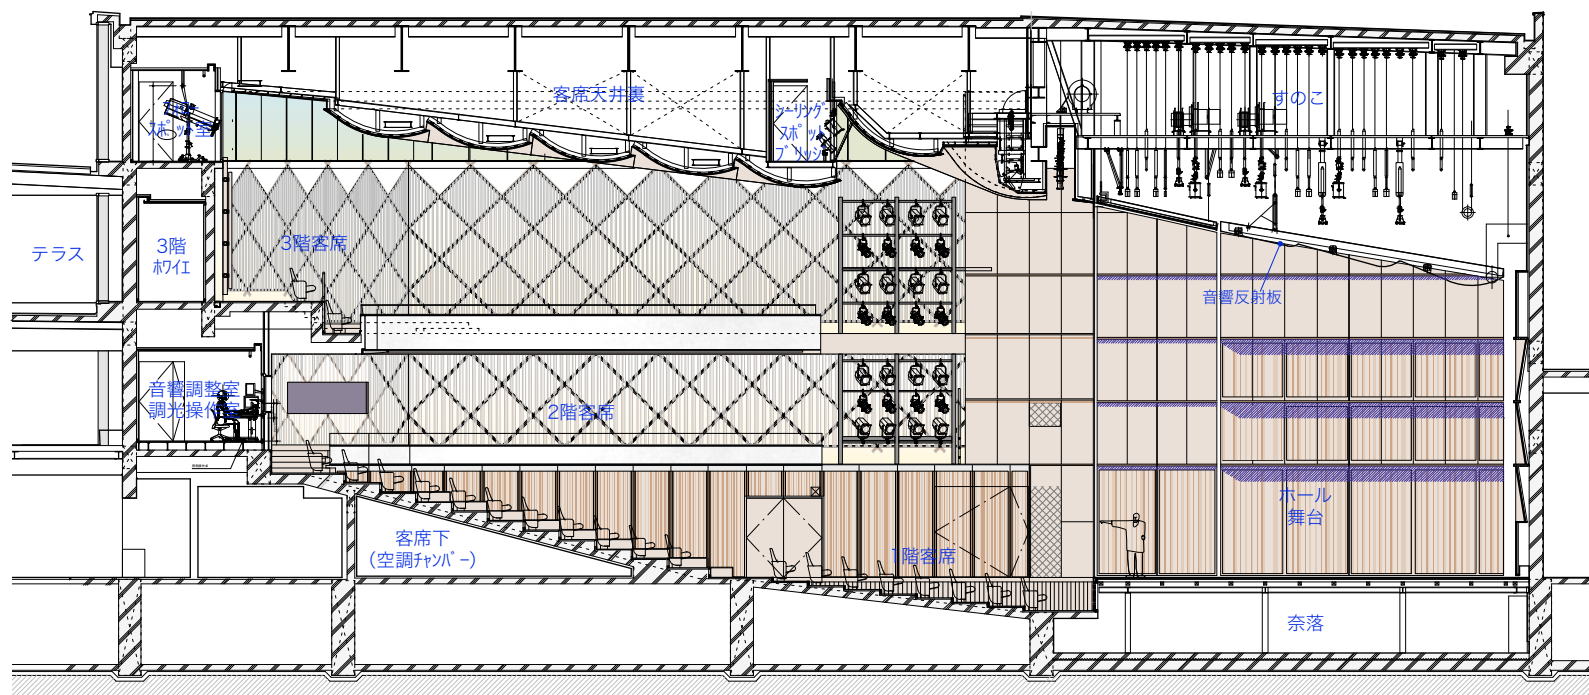 客席天井裏
スポット室
シーリング
スポット
ブリッジ
すのこ
テラス
3階
ホワイエ
3階客席
音響反射板
音響調整室
調光操作室
2階客席
ホール
舞台
客席下
(空調チャンバー)
1階客席
奈落